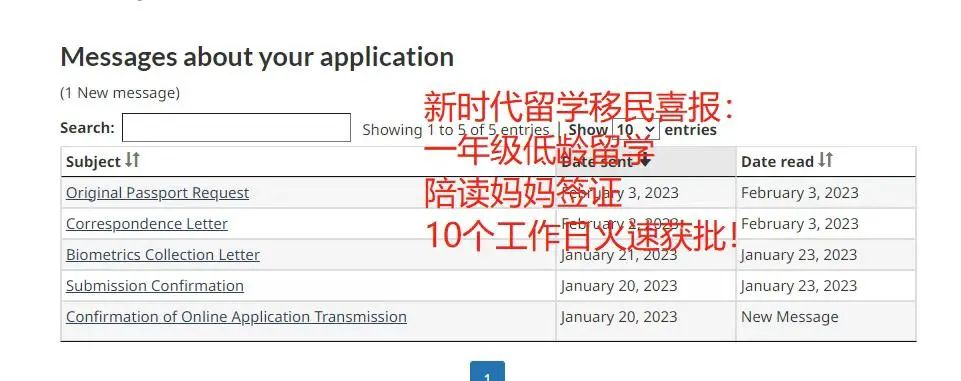 Messages about your application
(1 New message)
新时代留学移民喜报：
Search: Showing 1 to 5 of 5 entries | Show 10 entries
一年级低龄留学
Subject Date sent Date read
陪读妈妈签证
Original Passport Request February 3, 2023 February 3, 2023
Correspondence Letter February 2, 2023 February 3, 2023
10个工作日火速获批！
Biometrics Collection Letter January 21, 2023 January 23, 2023
Submission Confirmation January 20, 2023 January 23, 2023
Confirmation of Online Application Transmission January 20, 2023 New Message
1